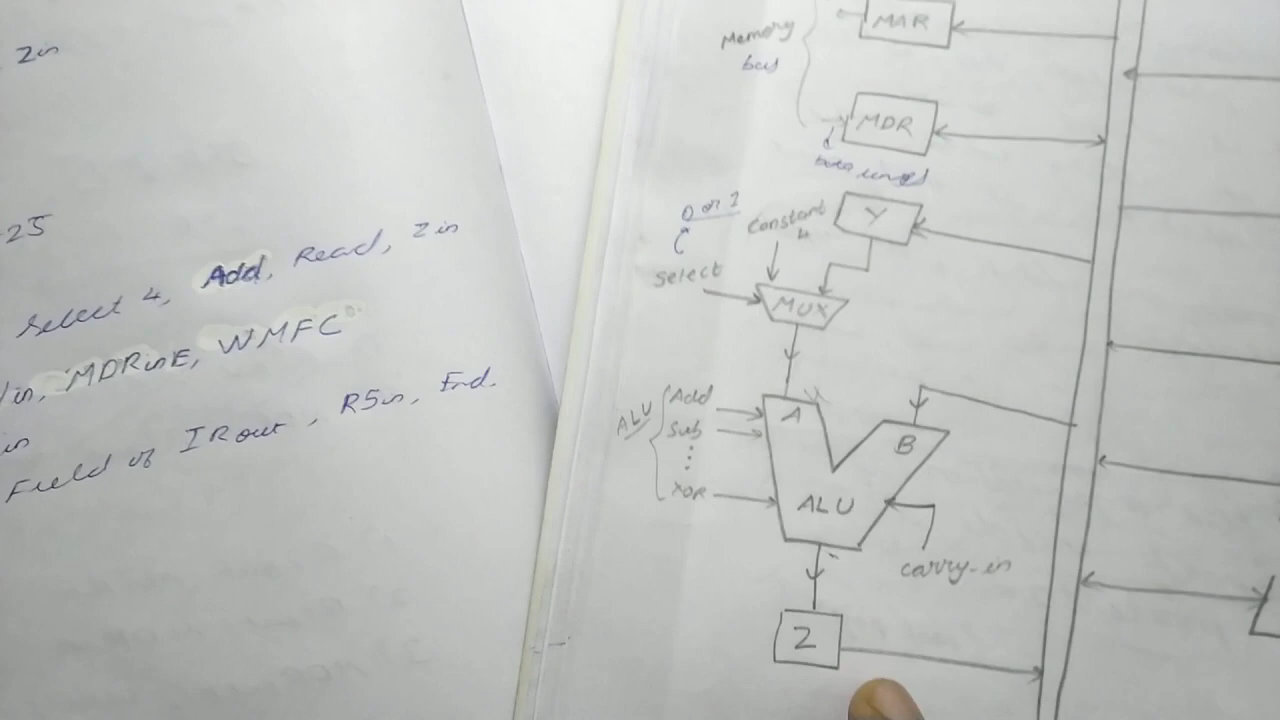 Zin
25
Select 4, Add, Read, Zin
in, MDRinE, WMFC
in
Field of IRout, R5in, End.
MAR
Memory
bus
MDR
0 or 1
Constant
4
Y
Select
MUX
ALU
Add
Sub
XOR
A
B
ALU
carry-in
Z